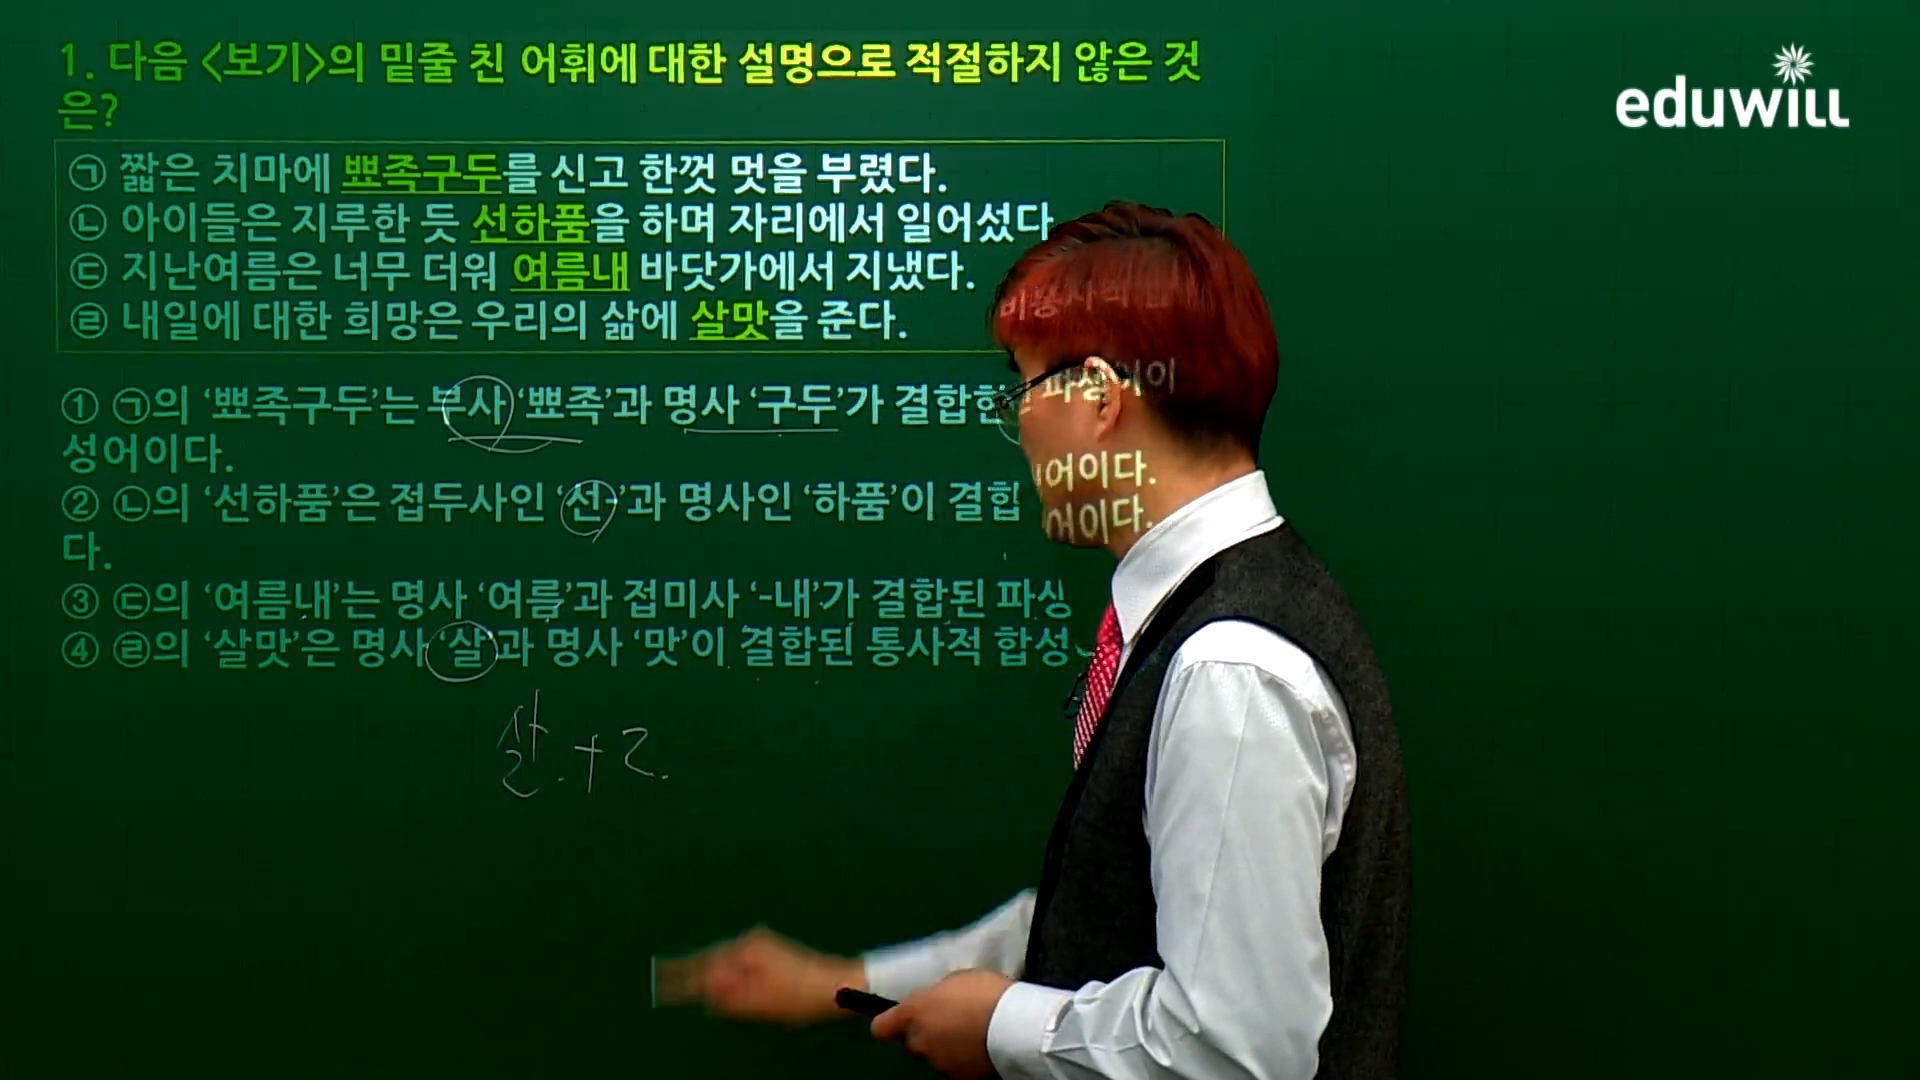 1. 다음 <보기>의 밑줄 친 어휘에 대한 설명으로 적절하지 않은 것
은?
eduwill
㉠ 짧은 치마에 뾰족구두를 신고 한껏 멋을 부렸다.
㉡ 아이들은 지루한 듯 선하품을 하며 자리에서 일어섰다
㉢ 지난여름은 너무 더워 여름내 바닷가에서 지냈다.
㉣ 내일에 대한 희망은 우리의 삶에 살맛을 준다.
① ㉠의 ‘뾰족구두’는 부사 ‘뾰족’과 명사 ‘구두’가 결합한
성어이다.
② ㉡의 ‘선하품’은 접두사인 ‘선-’과 명사인 ‘하품’이 결합 파생어이
다.
③ ㉢의 ‘여름내’는 명사 ‘여름’과 접미사 ‘-내’가 결합된 파생어이다.
④ ㉣의 ‘살맛’은 명사 ‘살’과 명사 ‘맛’이 결합된 통사적 합성어이다.
살 + ㄹ